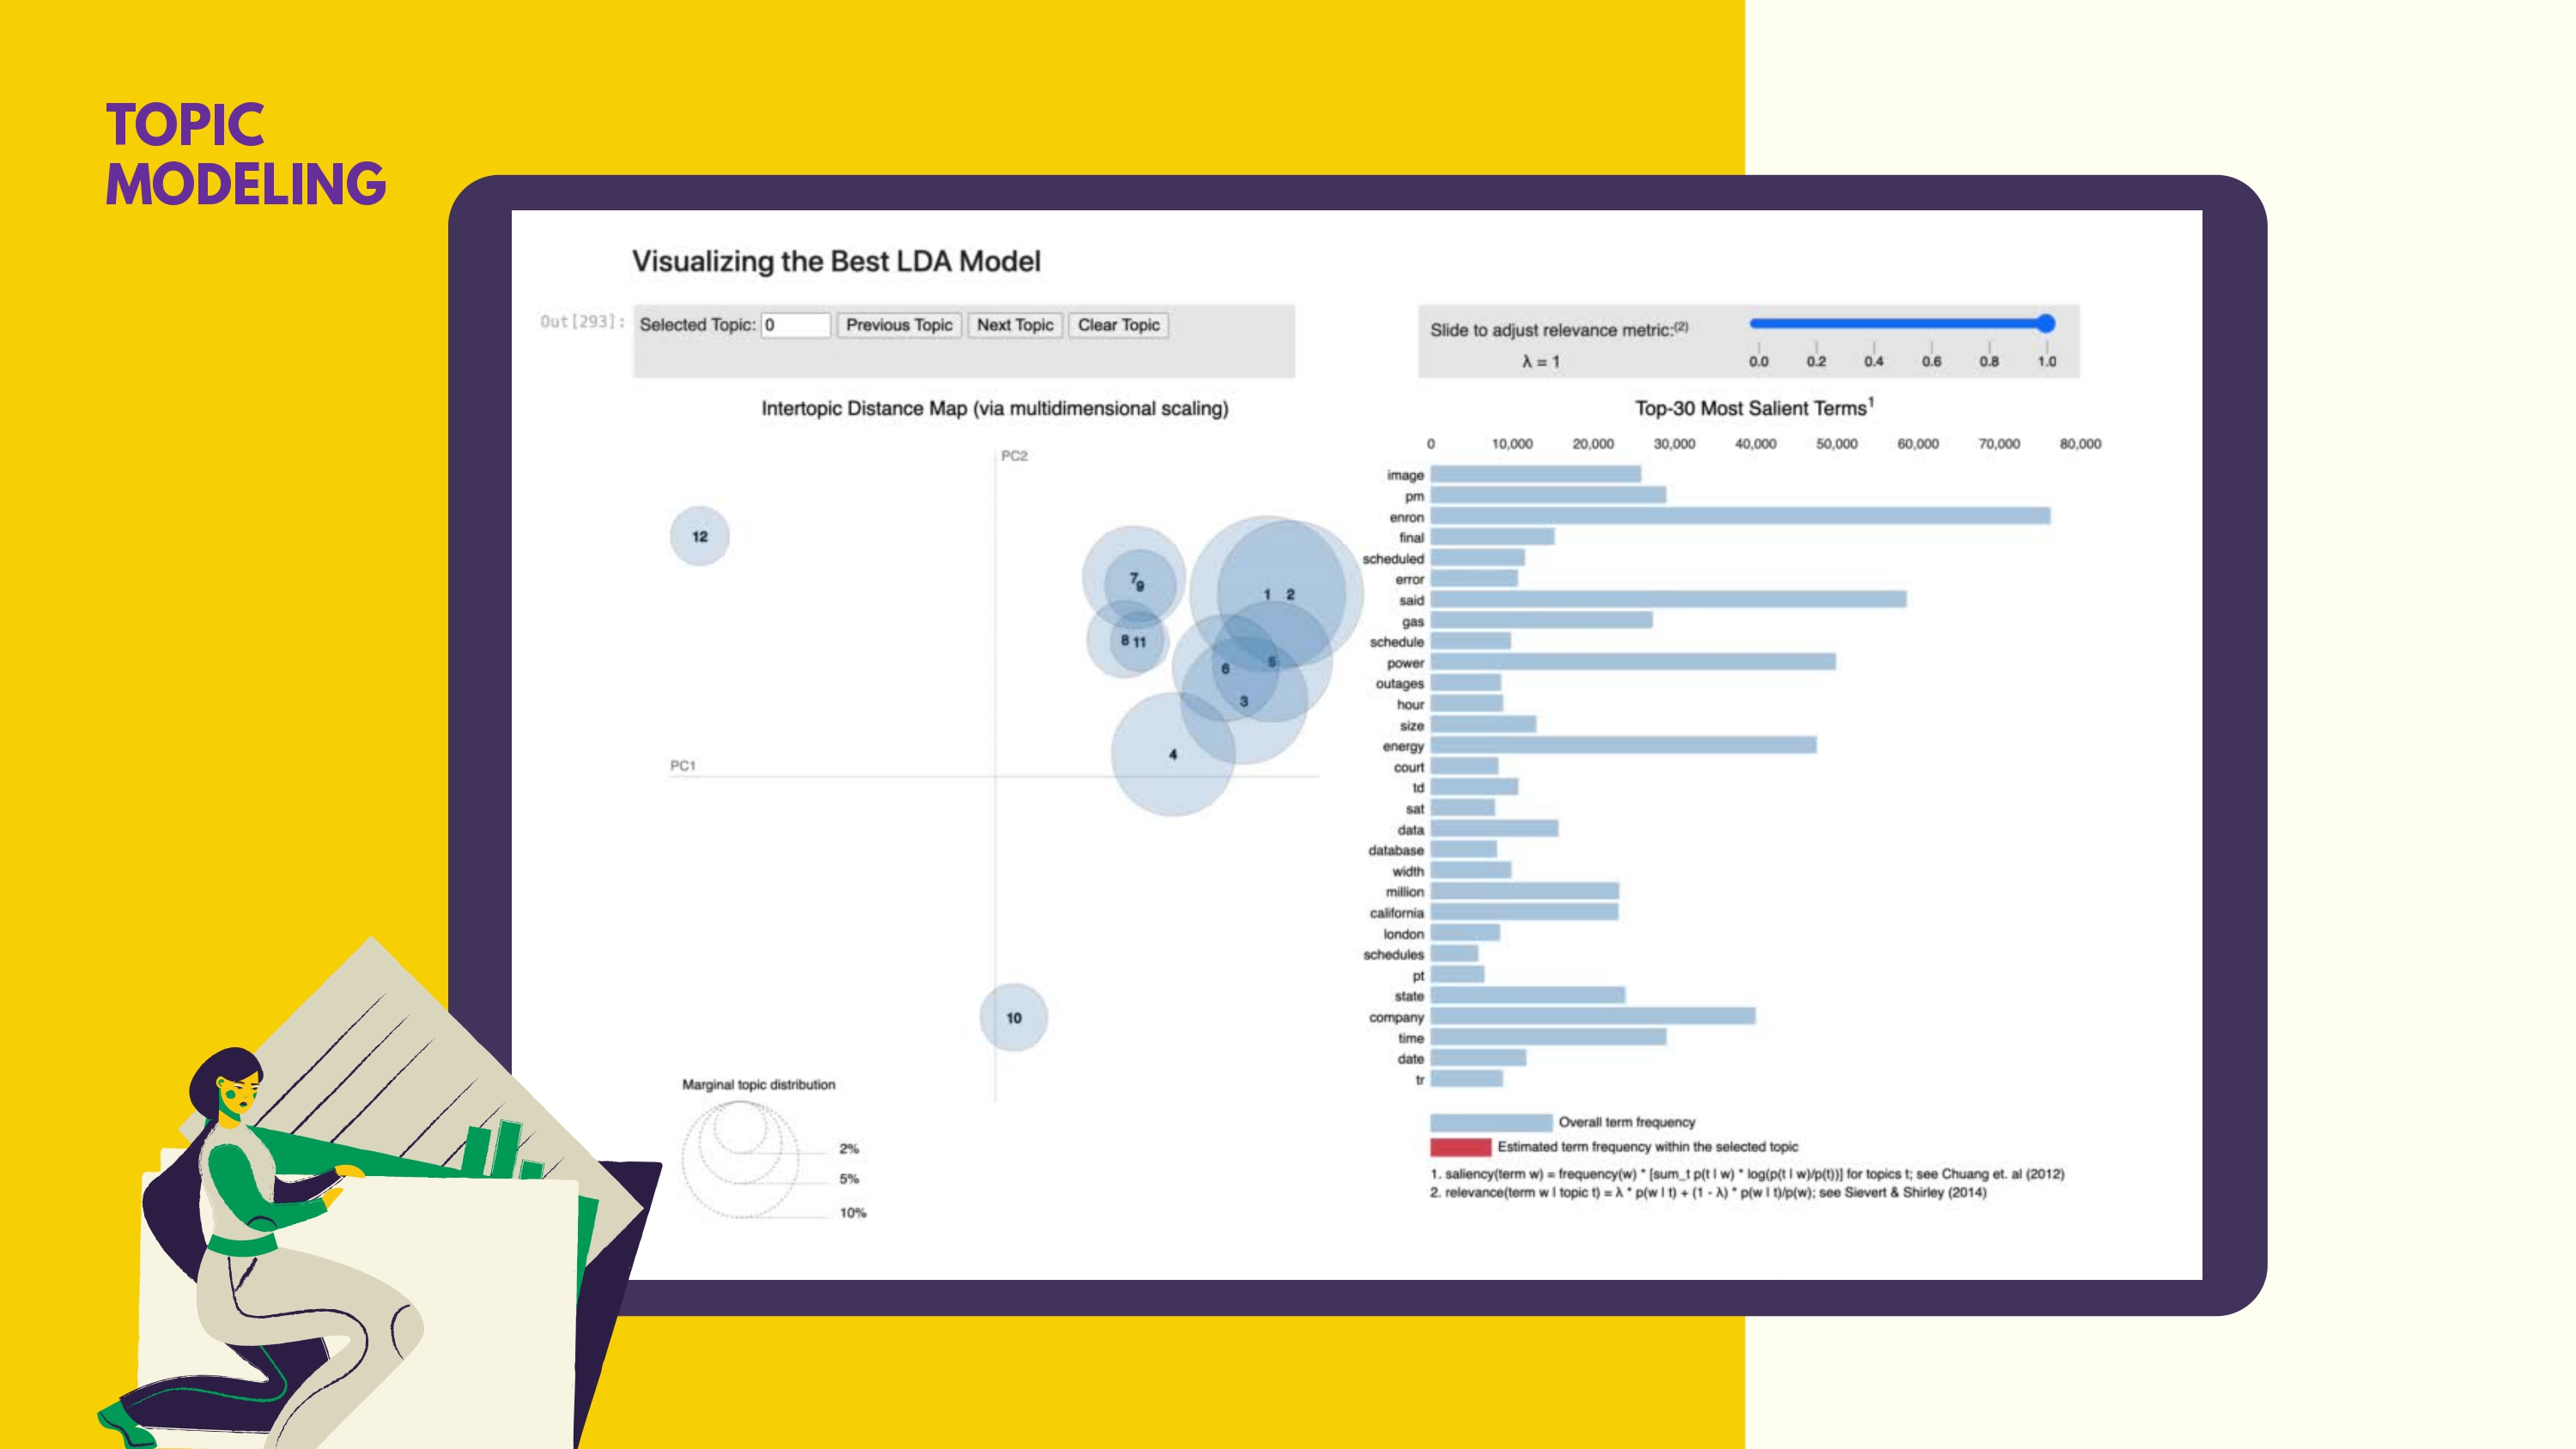 TOPIC
MODELING
Visualizing the Best LDA Model
Out[293]:
Selected Topic: 0 Previous Topic Next Topic Clear Topic
Slide to adjust relevance metric:(2)
λ = 1
0.0 0.2 0.4 0.6 0.8 1.0
Intertopic Distance Map (via multidimensional scaling)
PC2
PC1
12
7
9
8 11
1 2
6
5
3
4
10
Marginal topic distribution
2%
5%
10%
Top-30 Most Salient Terms1
0 10,000 20,000 30,000 40,000 50,000 60,000 70,000 80,000
image
pm
enron
final
scheduled
error
said
gas
schedule
power
outages
hour
size
energy
court
td
sat
data
database
width
million
california
london
schedules
pt
state
company
time
date
tr
Overall term frequency
Estimated term frequency within the selected topic
1. saliency(term w) = frequency(w) * [sum_t p(t | w) * log(p(t | w)/p(t))] for topics t; see Chuang et. al (2012)
2. relevance(term w | topic t) = λ * p(w | t) + (1 - λ) * p(w | t)/p(w); see Sievert & Shirley (2014)